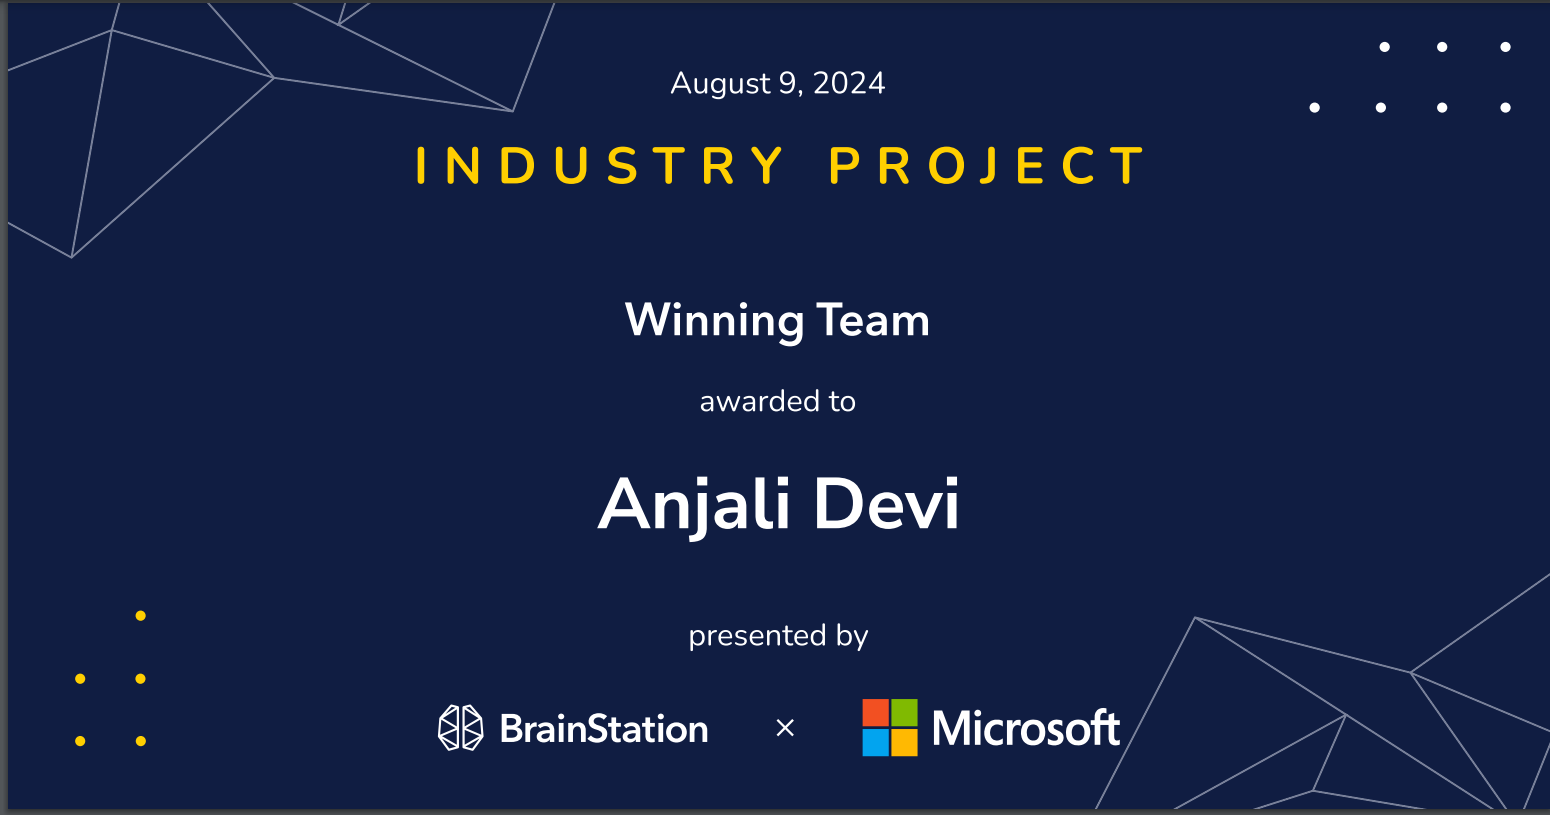 August 9, 2024
INDUSTRY PROJECT
Winning Team
awarded to
Anjali Devi
presented by
BrainStation × Microsoft